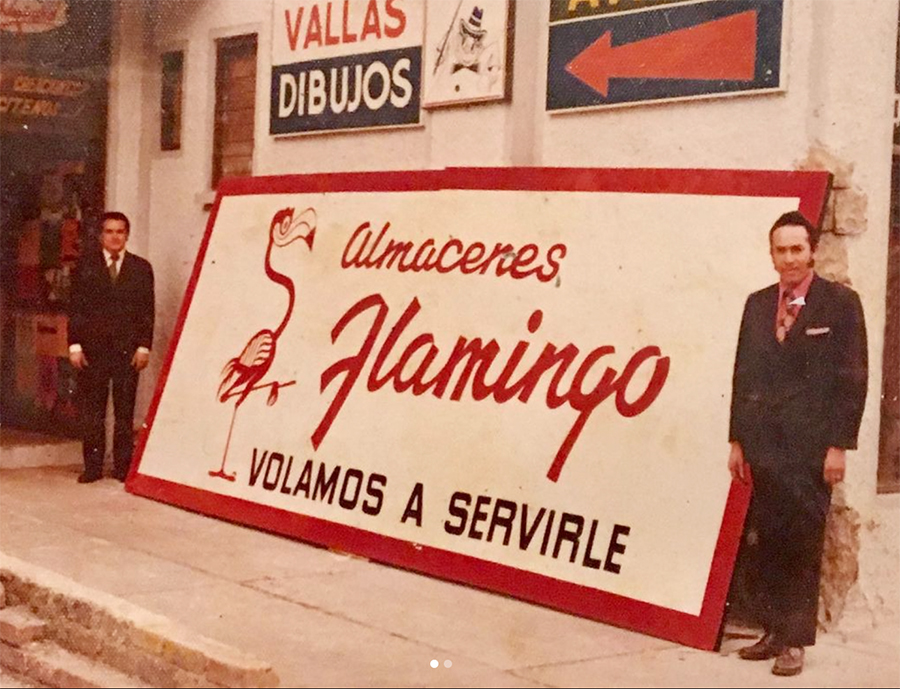 VALLAS
DIBUJOS
almacenes
Flamingo
VOLAMOS A SERVIRLE